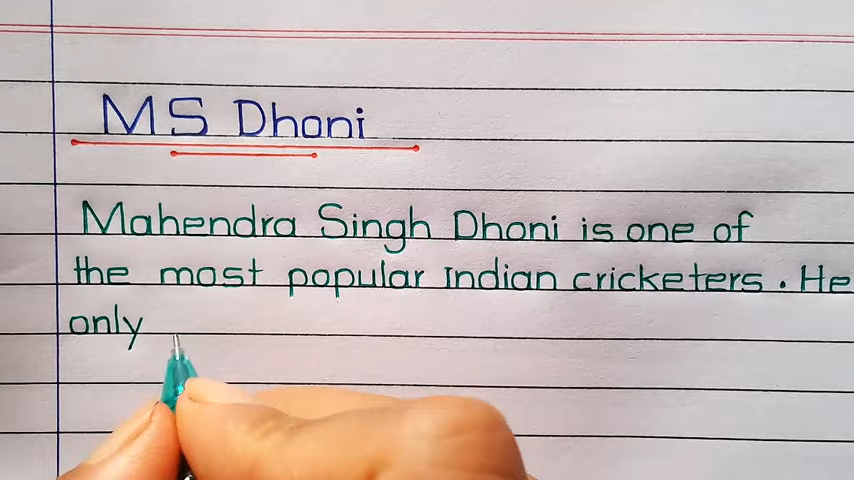 MS Dhoni
Mahendra Singh Dhoni is one of
the most popular Indian cricketers. He
only